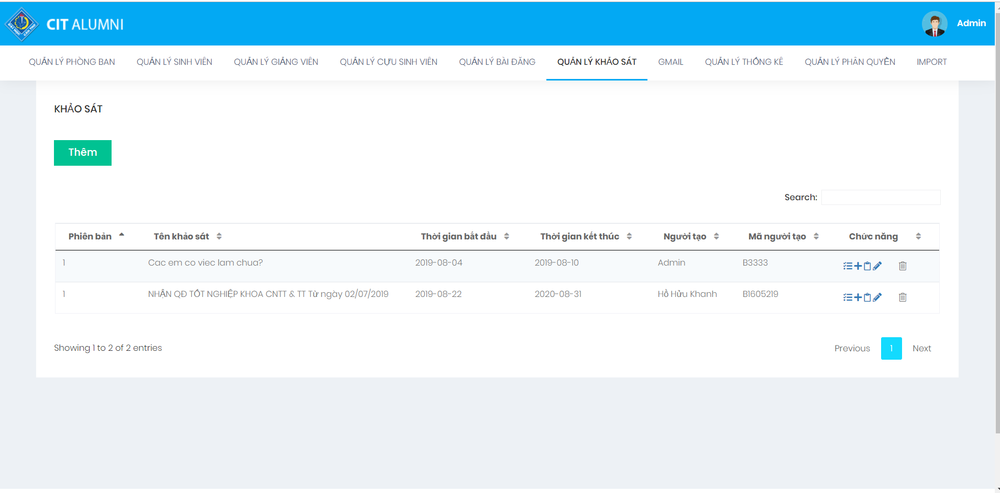 ĐẠI HỌC CẦN THƠ
CIT ALUMNI
Admin
QUẢN LÝ PHÒNG BAN QUẢN LÝ SINH VIÊN QUẢN LÝ GIẢNG VIÊN QUẢN LÝ CỰU SINH VIÊN QUẢN LÝ BÀI ĐĂNG QUẢN LÝ KHẢO SÁT GMAIL QUẢN LÝ THỐNG KÊ QUẢN LÝ PHÂN QUYỀN IMPORT
KHẢO SÁT
Thêm
Search:
Phiên bản Tên khảo sát Thời gian bắt đầu Thời gian kết thúc Người tạo Mã người tạo Chức năng
1 Cac em co viec lam chua? 2019-08-04 2019-08-10 Admin B3333
1 NHẬN QĐ TỐT NGHIỆP KHOA CNTT & TT Từ ngày 02/07/2019 2019-08-22 2020-08-31 Hồ Hửu Khanh B1605219
Showing 1 to 2 of 2 entries
Previous 1 Next